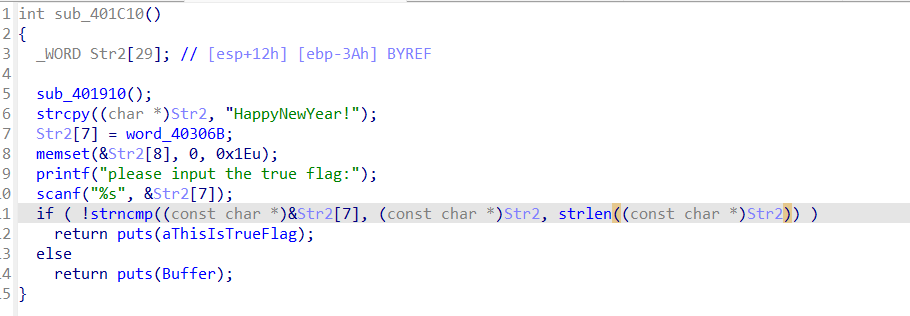 1 int sub_401C10()
2 {
3   _WORD Str2[29]; // [esp+12h] [ebp-3Ah] BYREF
4
5   sub_401910();
6   strcpy((char *)Str2, "HappyNewYear!");
7   Str2[7] = word_40306B;
8   memset(&Str2[8], 0, 0x1Eu);
9   printf("please input the true flag:");
.0   scanf("%s", &Str2[7]);
.1   if ( !strncmp((const char *)&Str2[7], (const char *)Str2, strlen((const char *)Str2)) )
.2     return puts(aThisIsTrueFlag);
.3   else
.4     return puts(Buffer);
.5 }